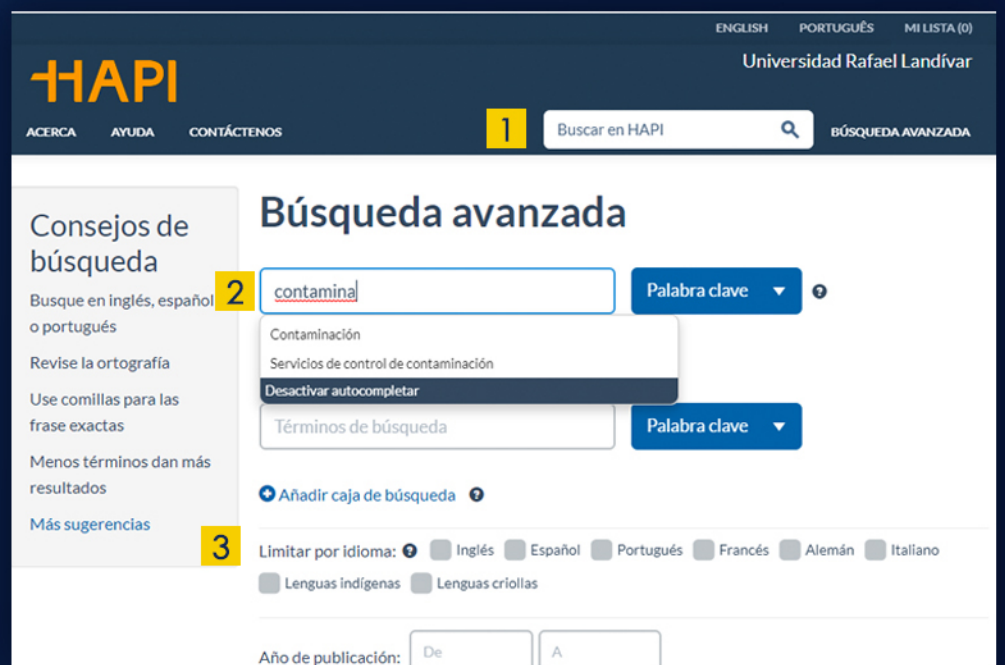 ENGLISH PORTUGUÊS MI LISTA (0)
HAPI
Universidad Rafael Landívar
ACERCA AYUDA CONTÁCTENOS
1
Buscar en HAPI
BÚSQUEDA AVANZADA
Consejos de
búsqueda
Busque en inglés, español
o portugués
Revise la ortografía
Use comillas para las
frase exactas
Menos términos dan más
resultados
Más sugerencias
Búsqueda avanzada
2
contamina
Palabra clave
?
Contaminación
Servicios de control de contaminación
Desactivar autocompletar
Términos de búsqueda
Palabra clave
Añadir caja de búsqueda ?
3
Limitar por idioma: ? Inglés Español Portugués Francés Alemán Italiano
Lenguas indígenas Lenguas criollas
Año de publicación: De A